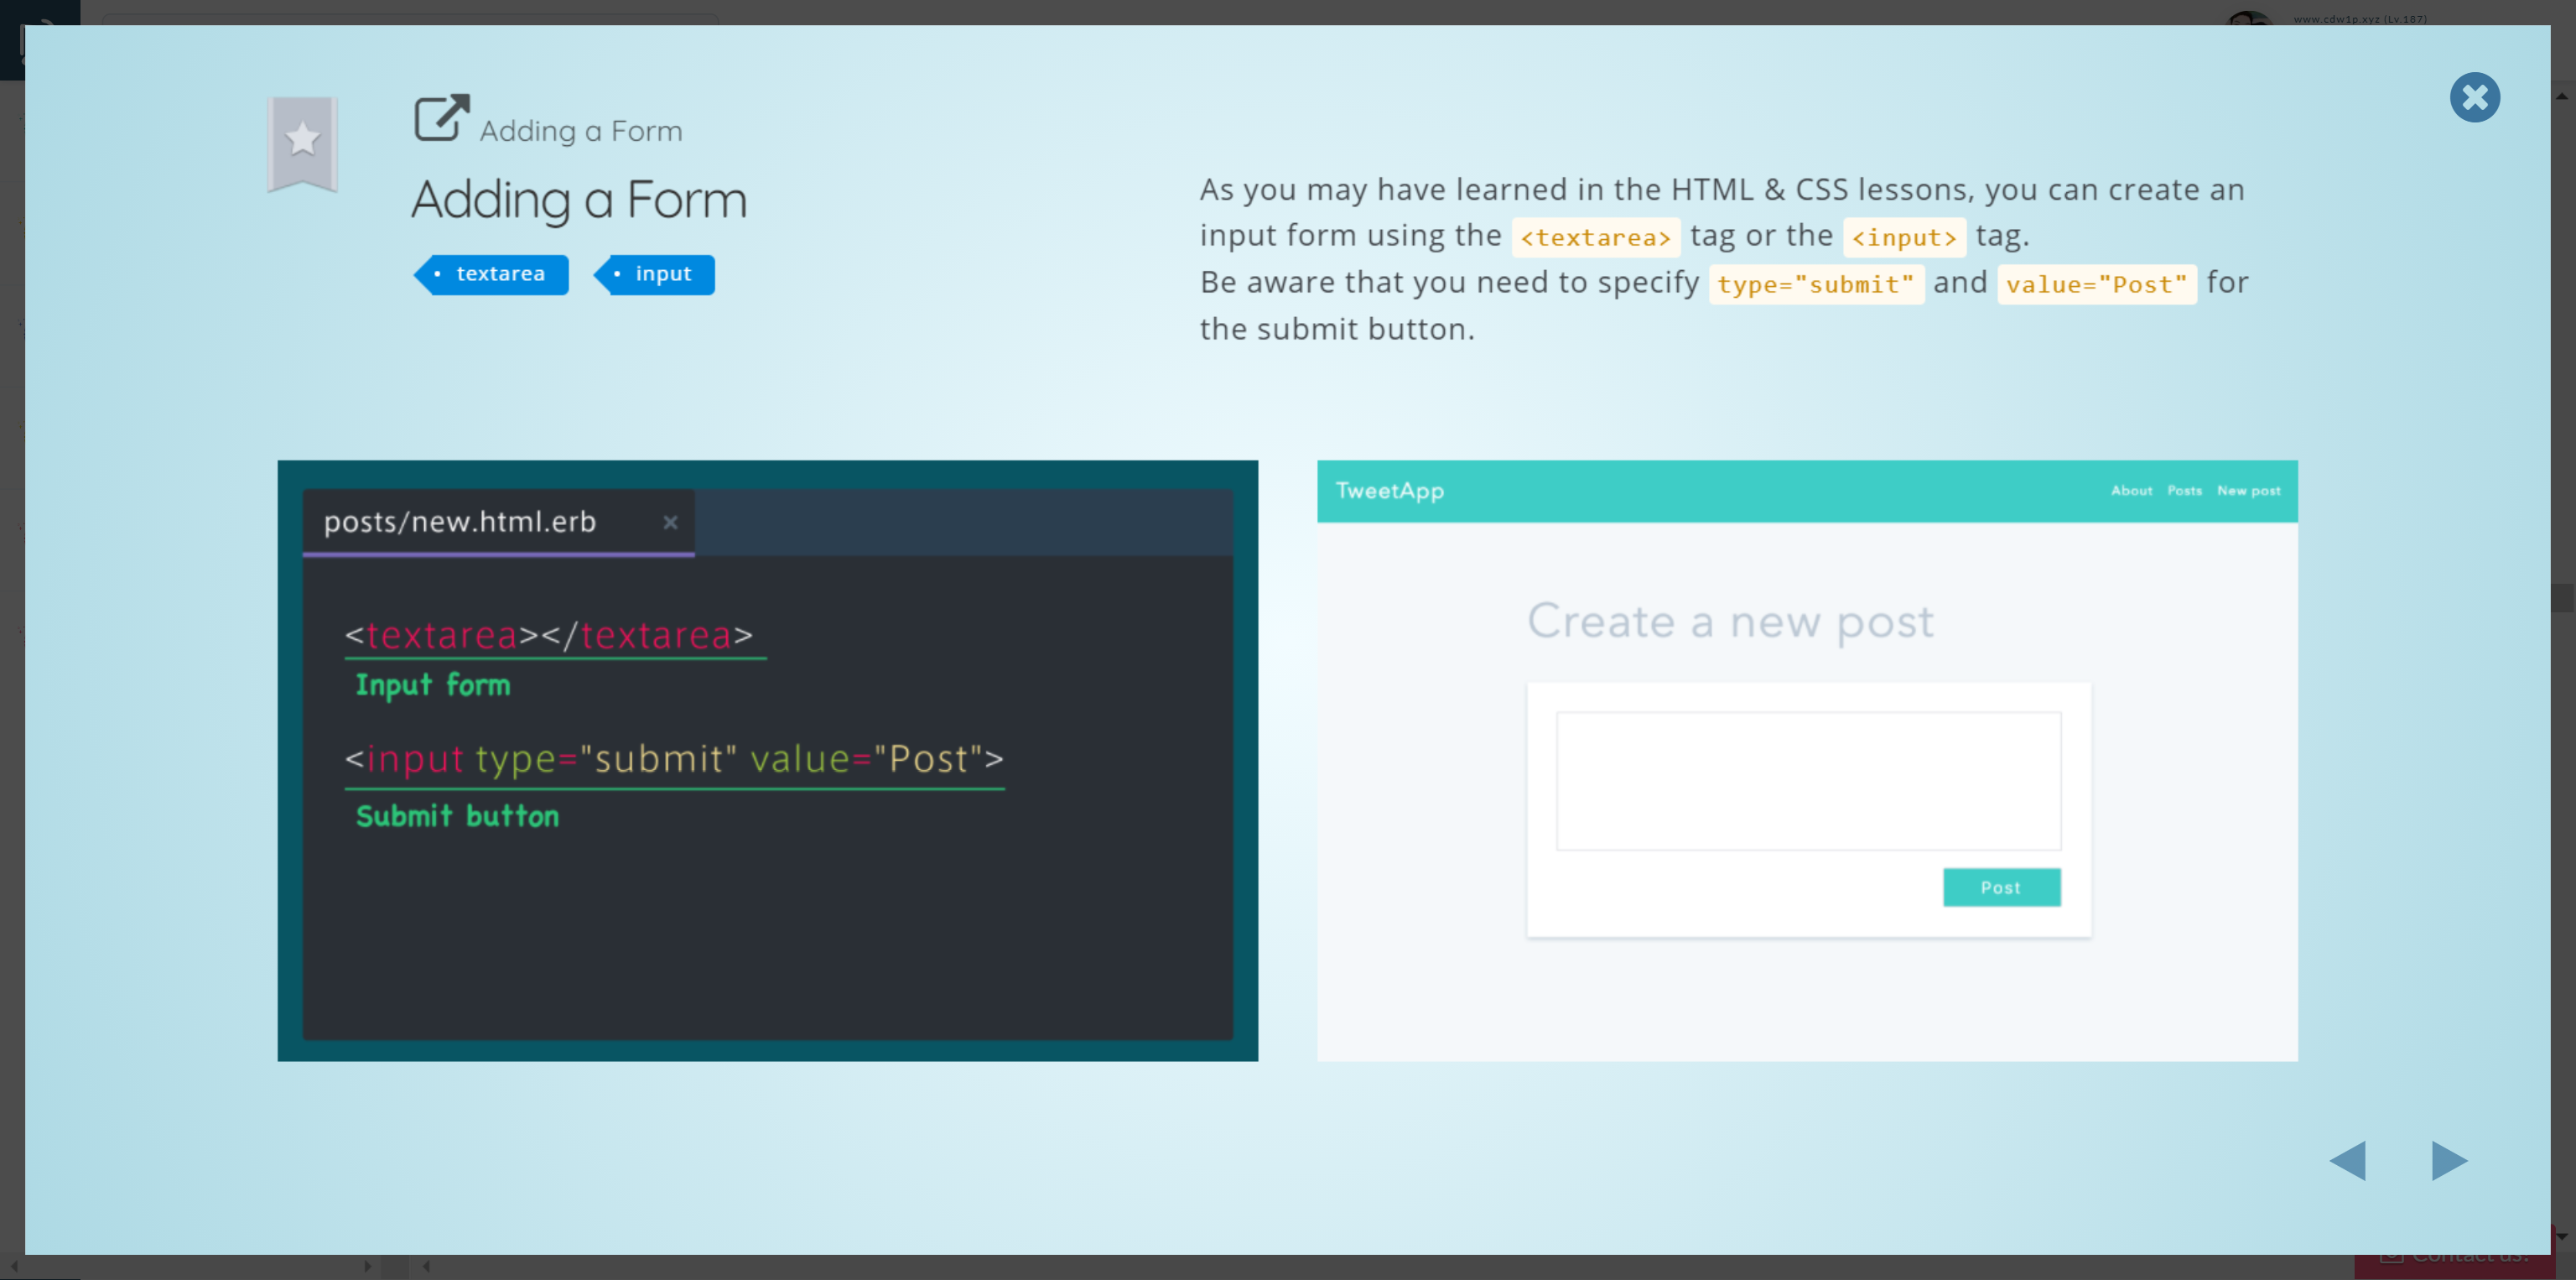 www.cdw1p.xyz (Lv.187)
Adding a Form
Adding a Form
textarea
input
As you may have learned in the HTML & CSS lessons, you can create an
input form using the <textarea> tag or the <input> tag.
Be aware that you need to specify type="submit" and value="Post" for
the submit button.
posts/new.html.erb
<textarea></textarea>
Input form
<input type="submit" value="Post">
Submit button
TweetApp
About Posts New post
Create a new post
Post
Contact us!